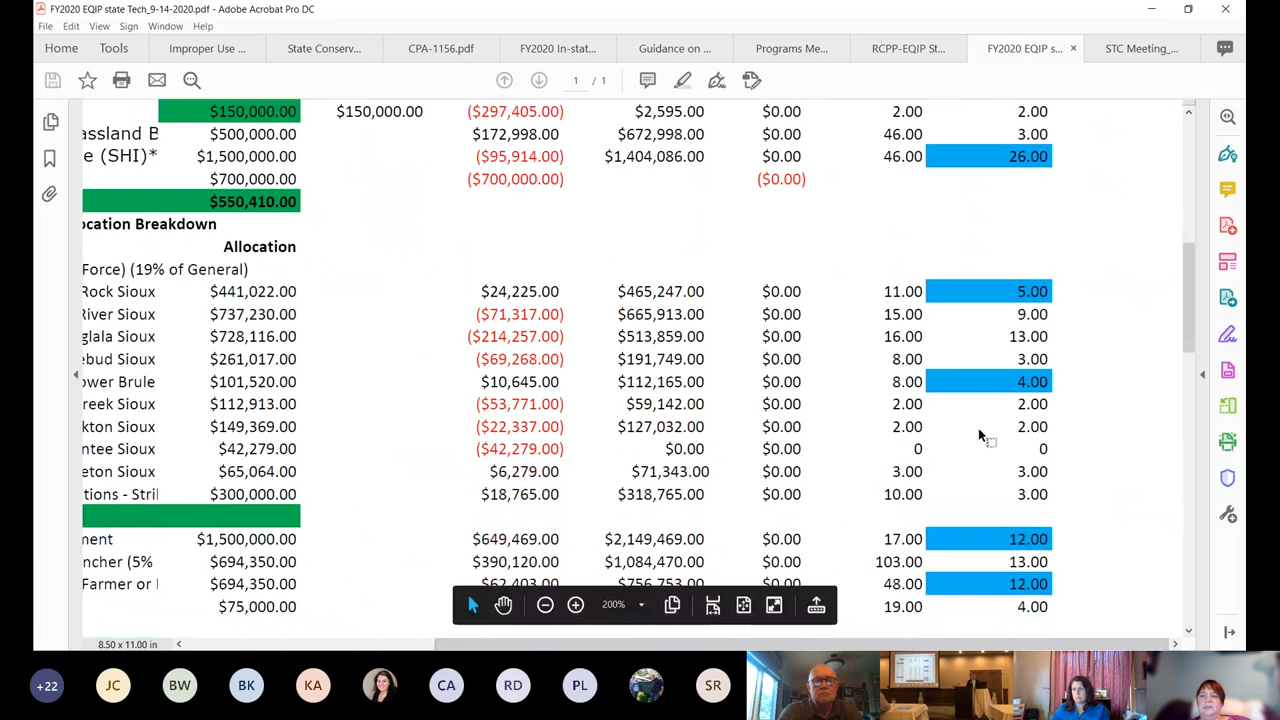 FY2020 EQIP state Tech_9-14-2020.pdf - Adobe Acrobat Pro DC
File Edit View Sign Window Help
Home Tools Improper Use ... State Conserv... CPA-1156.pdf FY2020 In-stat... Guidance on ... Programs Me... RCPP-EQIP St... FY2020 EQIP s... × STC Meeting_...
1 / 1
$150,000.00 $150,000.00 ($297,405.00) $2,595.00 $0.00 2.00 2.00
assland B $500,000.00 $172,998.00 $672,998.00 $0.00 46.00 3.00
e (SHI)* $1,500,000.00 ($95,914.00) $1,404,086.00 $0.00 46.00 26.00
$700,000.00 ($700,000.00) ($0.00)
$550,410.00
ocation Breakdown
Allocation
Force) (19% of General)
Rock Sioux $441,022.00 $24,225.00 $465,247.00 $0.00 11.00 5.00
River Sioux $737,230.00 ($71,317.00) $665,913.00 $0.00 15.00 9.00
glala Sioux $728,116.00 ($214,257.00) $513,859.00 $0.00 16.00 13.00
ebud Sioux $261,017.00 ($69,268.00) $191,749.00 $0.00 8.00 3.00
ower Brule $101,520.00 $10,645.00 $112,165.00 $0.00 8.00 4.00
reek Sioux $112,913.00 ($53,771.00) $59,142.00 $0.00 2.00 2.00
kton Sioux $149,369.00 ($22,337.00) $127,032.00 $0.00 2.00 2.00
ntee Sioux $42,279.00 ($42,279.00) $0.00 $0.00 0 0
eton Sioux $65,064.00 $6,279.00 $71,343.00 $0.00 3.00 3.00
tions - Stril $300,000.00 $18,765.00 $318,765.00 $0.00 10.00 3.00
ment $1,500,000.00 $649,469.00 $2,149,469.00 $0.00 17.00 12.00
ncher (5% $694,350.00 $390,120.00 $1,084,470.00 $0.00 103.00 13.00
Farmer or $694,350.00 $62,403.00 $756,753.00 $0.00 48.00 12.00
$75,000.00 19.00 4.00
200%
8.50 x 11.00 in
+22 JC BW BK KA CA RD PL SR